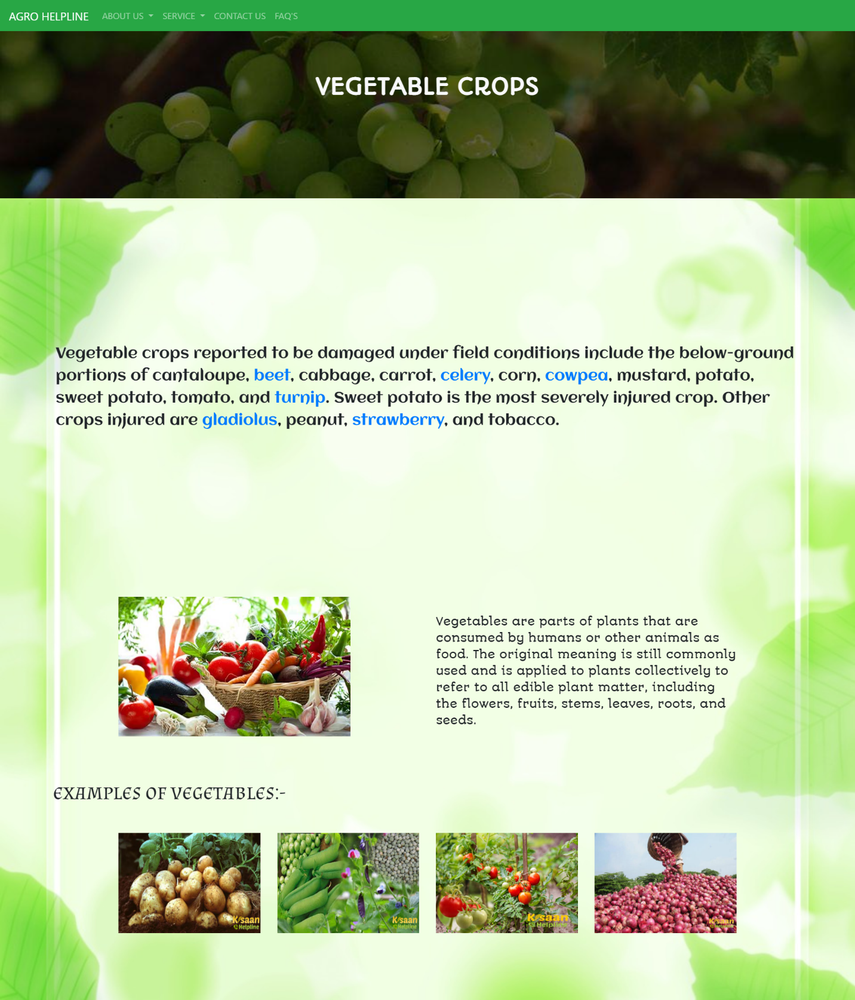 AGRO HELPLINE ABOUT US SERVICE CONTACT US FAQ'S
VEGETABLE CROPS
Vegetable crops reported to be damaged under field conditions include the below-ground
portions of cantaloupe, beet, cabbage, carrot, celery, corn, cowpea, mustard, potato,
sweet potato, tomato, and turnip. Sweet potato is the most severely injured crop. Other
crops injured are gladiolus, peanut, strawberry, and tobacco.
Vegetables are parts of plants that are
consumed by humans or other animals as
food. The original meaning is still commonly
used and is applied to plants collectively to
refer to all edible plant matter, including
the flowers, fruits, stems, leaves, roots, and
seeds.
EXAMPLES OF VEGETABLES:-
Kisaan
Helpline
Kisaan
Helpline
Kisaan
Helpline
Kisaan
Helpline